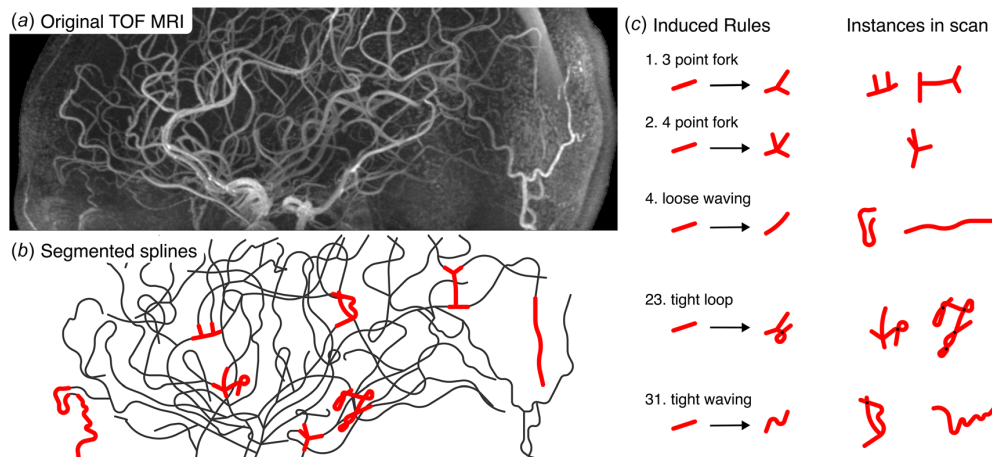 (a) Original TOF MRI
(b) Segmented splines
(c) Induced Rules
Instances in scan
1. 3 point fork
2. 4 point fork
4. loose waving
23. tight loop
31. tight waving